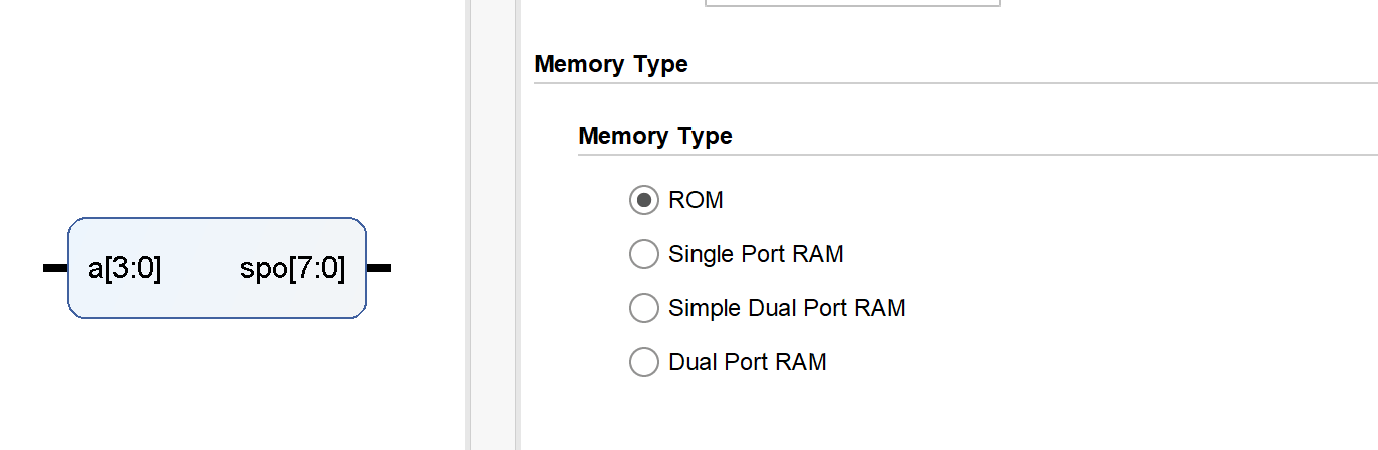 Memory Type
Memory Type
ROM
Single Port RAM
Simple Dual Port RAM
Dual Port RAM
a[3:0] spo[7:0]